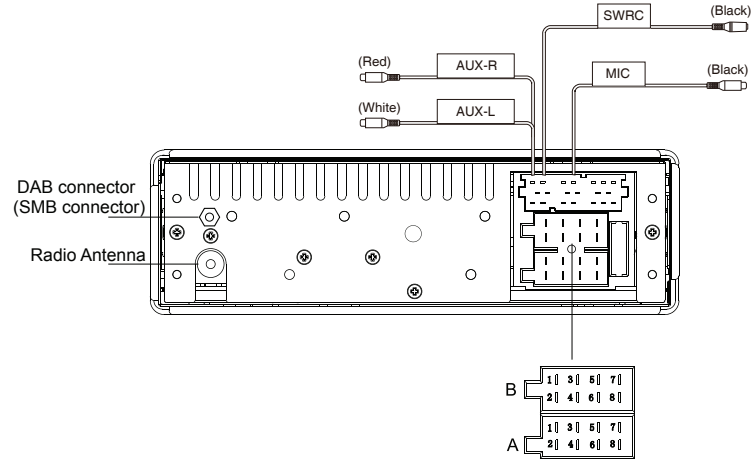 SWRC
(Black)
(Red)
AUX-R
MIC
(Black)
(White)
AUX-L
DAB connector
(SMB connector)
Radio Antenna
B
1 3 5 7
2 4 6 8
A
1 3 5 7
2 4 6 8